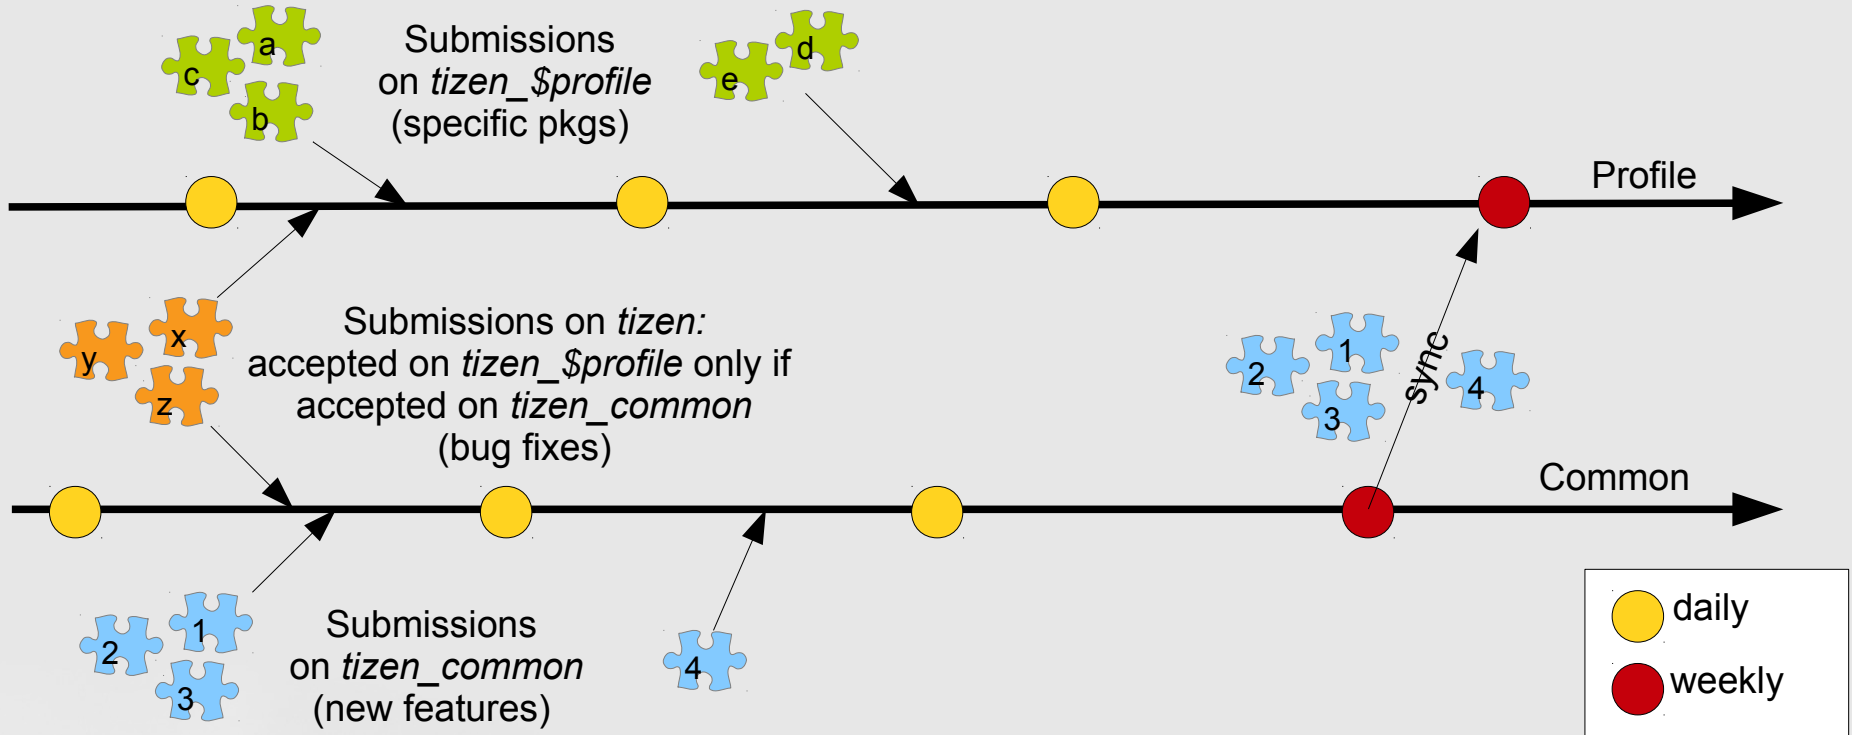 a
c
b
Submissions
on tizen_$profile
(specific pkgs)
d
e
Profile
y
x
z
Submissions on tizen:
accepted on tizen_$profile only if
accepted on tizen_common
(bug fixes)
2
1
3
sync
4
Common
2
1
3
Submissions
on tizen_common
(new features)
4
daily
weekly